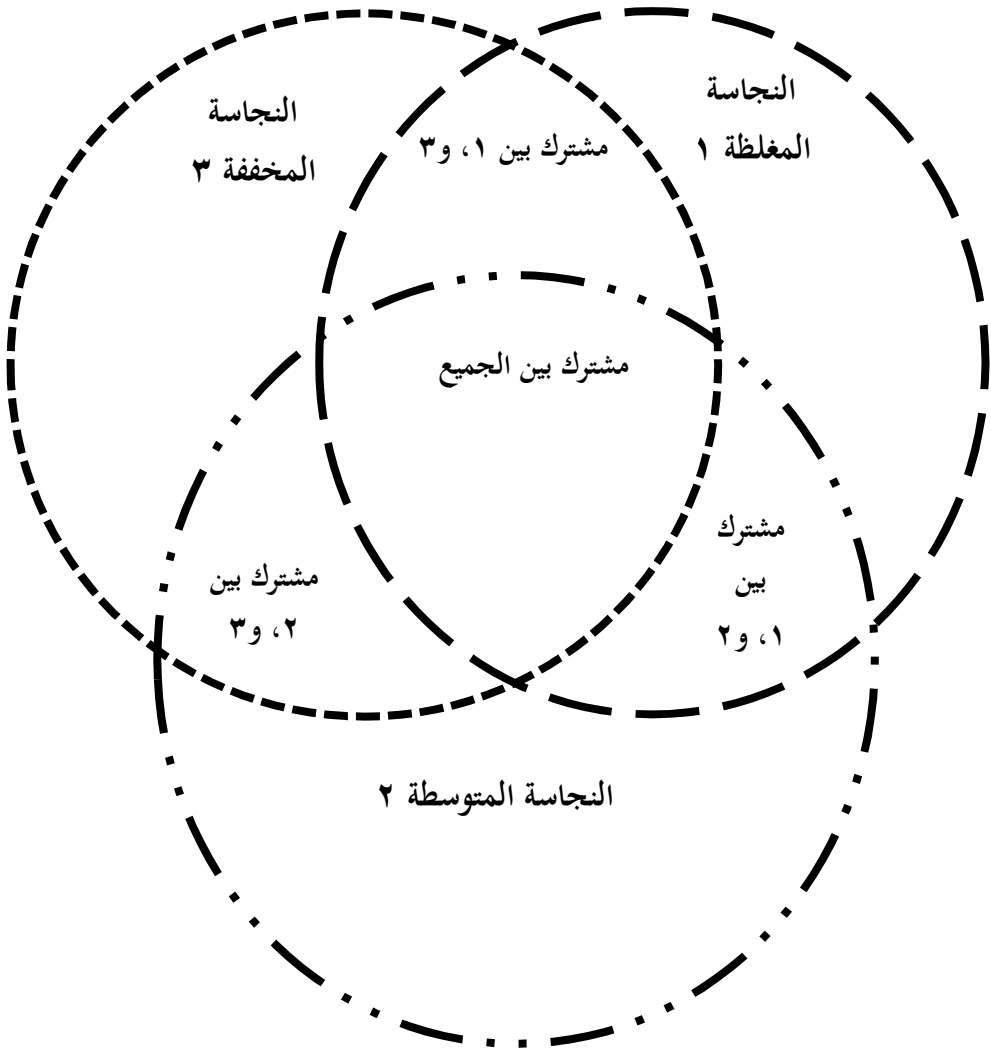 النجاسة
المغلظة ١
النجاسة
المخففة ٣
مشترك بين ١، و٣
مشترك بين الجميع
مشترك
بين
١، و٢
مشترك بين
٢، و٣
النجاسة المتوسطة ٢